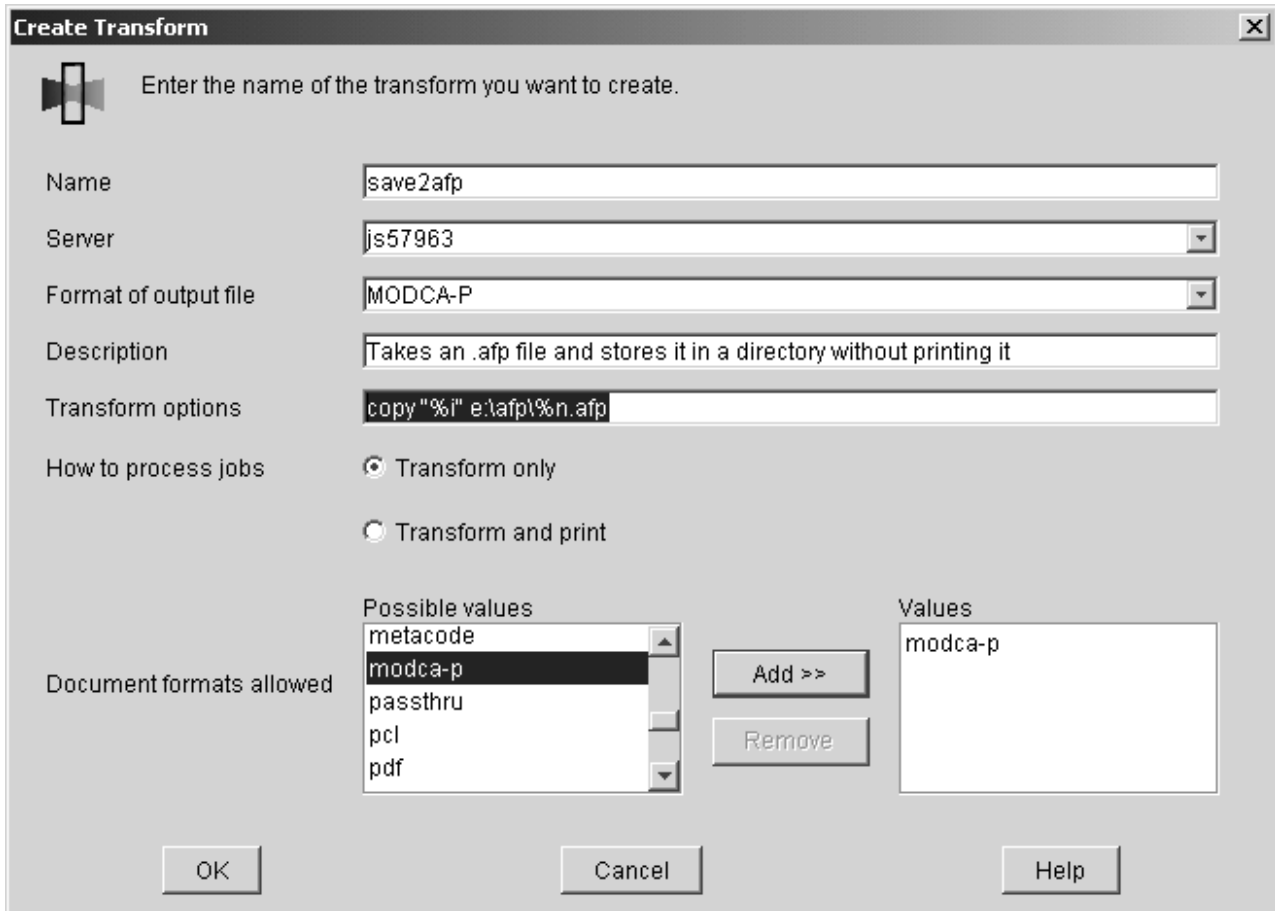 Create Transform
Enter the name of the transform you want to create.
Name
save2afp
Server
js57963
Format of output file
MODCA-P
Description
Takes an .afp file and stores it in a directory without printing it
Transform options
copy "%i" e:\afp\%n.afp
How to process jobs
Transform only
Transform and print
Document formats allowed
Possible values
metacode
modca-p
passthru
pcl
pdf
Add >>
Remove
Values
modca-p
OK
Cancel
Help